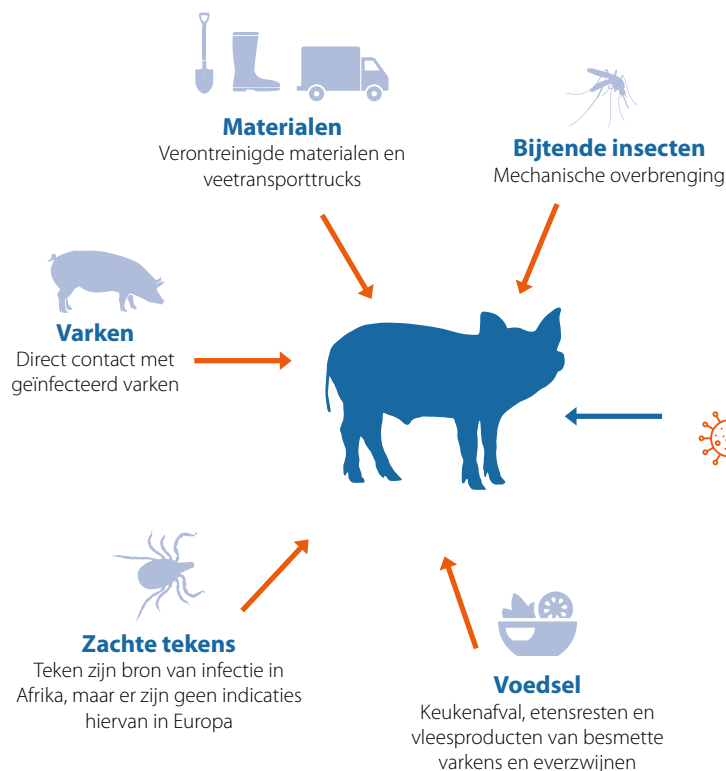 Materialen
Verontreinigde materialen en
veetransporttrucks
Bijtende insecten
Mechanische overbrenging
Varken
Direct contact met
geïnfecteerd varken
Zachte tekens
Teken zijn bron van infectie in
Afrika, maar er zijn geen indicaties
hiervan in Europa
Voedsel
Keukenafval, etensresten en
vleesproducten van besmette
varkens en everzwijnen